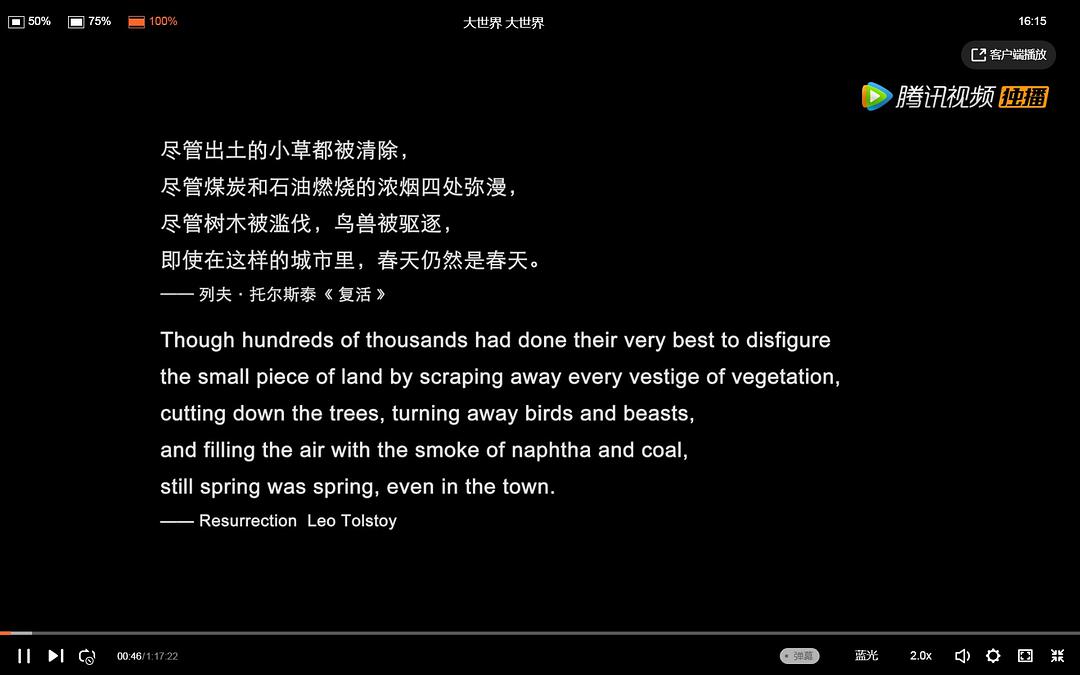 50% 75% 100% 大世界 大世界 16:15
客户端播放
腾讯视频 独播
尽管出土的小草都被清除，
尽管煤炭和石油燃烧的浓烟四处弥漫，
尽管树木被滥伐，鸟兽被驱逐，
即使在这样的城市里，春天仍然是春天。
—— 列夫 · 托尔斯泰《 复活 》
Though hundreds of thousands had done their very best to disfigure
the small piece of land by scraping away every vestige of vegetation,
cutting down the trees, turning away birds and beasts,
and filling the air with the smoke of naphtha and coal,
still spring was spring, even in the town.
—— Resurrection Leo Tolstoy
00:46/1:17:22 弹幕 蓝光 2.0x